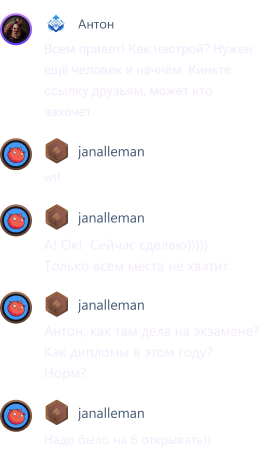 Антон
Всем привет! Как настрой? Нужен
ещё человек и начнём. Киньте
ссылку друзьям, может кто
захочет.
janalleman
wtf
janalleman
А! Ок!  Сейчас сделаю)))))
Только всем места не хватит
janalleman
Антон, как там дела на экзамене?
Как дипломы в этом году?
Норм?
janalleman
Надо было на 6 открывать))